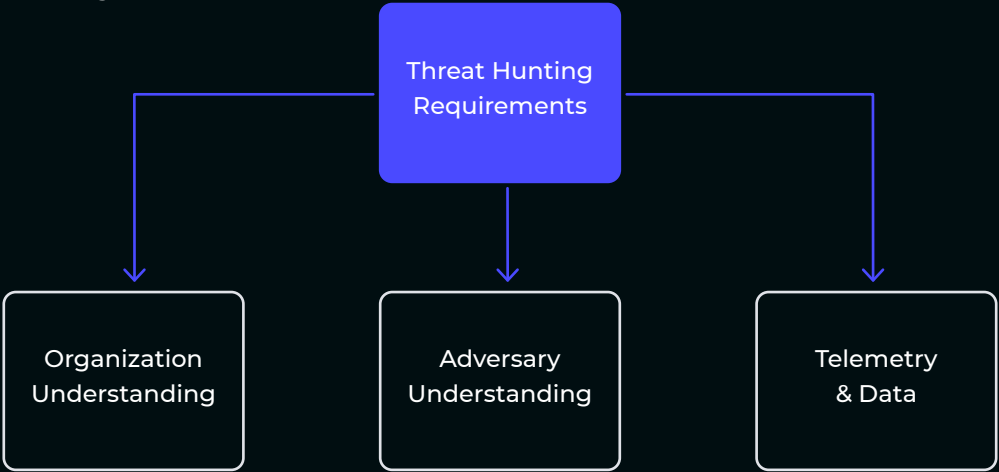 Threat Hunting
Requirements
Organization
Understanding
Adversary
Understanding
Telemetry
& Data